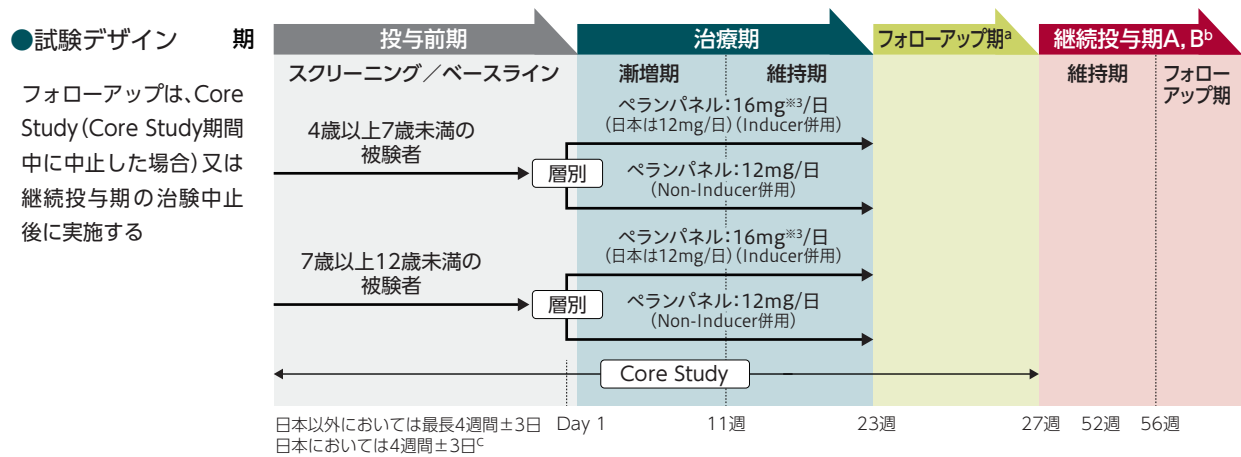 ●試験デザイン
期
投与前期
治療期
フォローアップ期a
継続投与期A, Bb
スクリーニング／ベースライン
漸増期
維持期
維持期
フォロー
アップ期
フォローアップは、Core
Study（Core Study期間
中に中止した場合）又は
継続投与期の治験中止
後に実施する
4歳以上7歳未満の
被験者
層別
ペランパネル：16mg※3/日
（日本は12mg/日）（Inducer併用）
ペランパネル：12mg/日
（Non-Inducer併用）
7歳以上12歳未満の
被験者
層別
ペランパネル：16mg※3/日
（日本は12mg/日）（Inducer併用）
ペランパネル：12mg/日
（Non-Inducer併用）
Core Study
日本以外においては最長4週間±3日
日本においては4週間±3日C
Day 1
11週
23週
27週
52週
56週